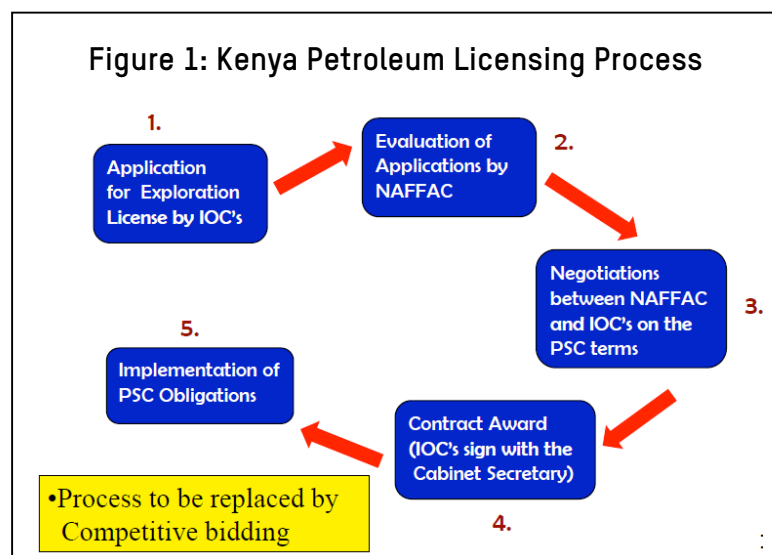 Figure 1: Kenya Petroleum Licensing Process
1.
Application
for Exploration
License by IOC's
Evaluation of
Applications by
NAFFAC
2.
Negotiations
between NAFFAC
and IOC's on the
PSC terms
3.
Contract Award
(IOC's sign with the
Cabinet Secretary)
4.
5.
Implementation of
PSC Obligations
•Process to be replaced by
Competitive bidding
: